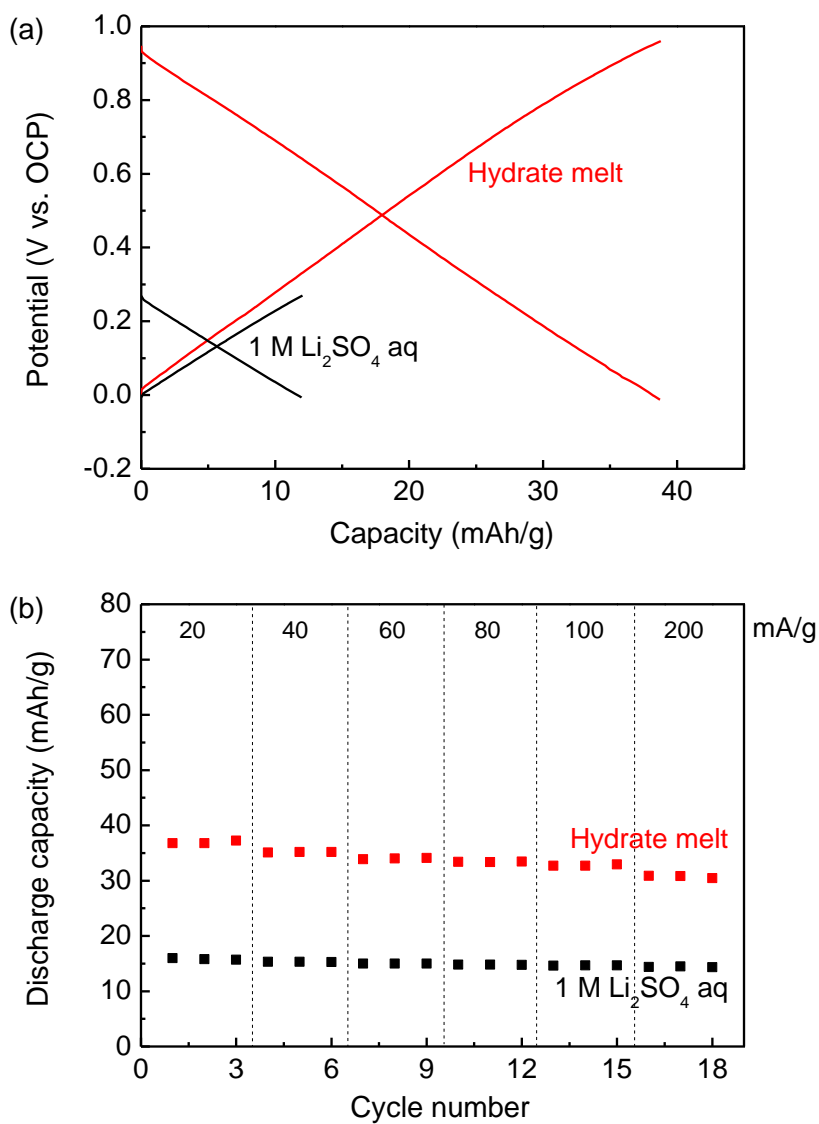 (a)
1.0
0.8
0.6
0.4
0.2
0.0
-0.2
Potential (V vs. OCP)
Hydrate melt
1 M Li₂SO₄ aq
0 10 20 30 40
Capacity (mAh/g)
(b)
80
70
60
50
40
30
20
10
0
Discharge capacity (mAh/g)
20 40 60 80 100 200 mA/g
Hydrate melt
1 M Li₂SO₄ aq
0 3 6 9 12 15 18
Cycle number